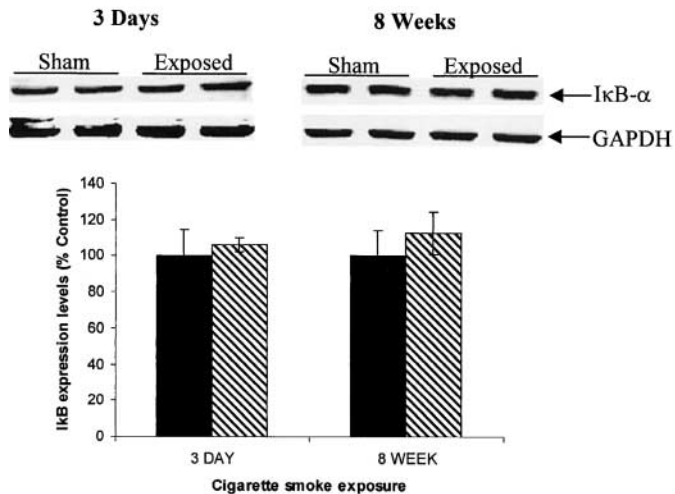 3 Days 8 Weeks
Sham Exposed Sham Exposed
IκB-α
GAPDH
IkB expression levels (% Control)
140
120
100
80
60
40
20
0
3 DAY 8 WEEK
Cigarette smoke exposure